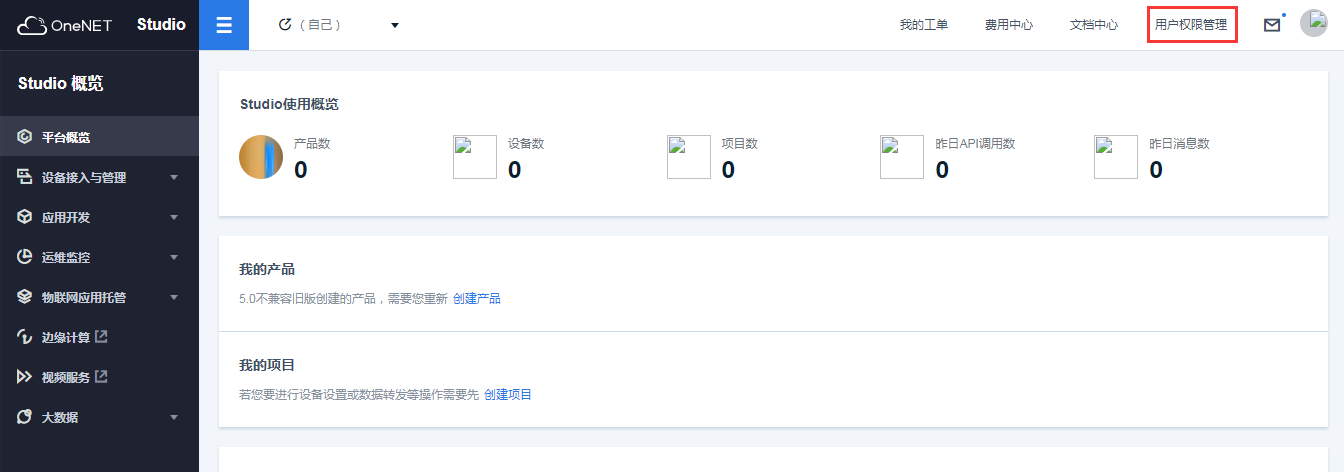 OneNET Studio （自己） 我的工单 费用中心 文档中心 用户权限管理
Studio 概览
平台概览
设备接入与管理
应用开发
运维监控
物联网应用托管
边缘计算
视频服务
大数据
Studio使用概览
产品数 设备数 项目数 昨日API调用数 昨日消息数
0 0 0 0 0
我的产品
5.0不兼容旧版创建的产品，需要您重新 创建产品
我的项目
若您要进行设备设置或数据转发等操作需要先 创建项目